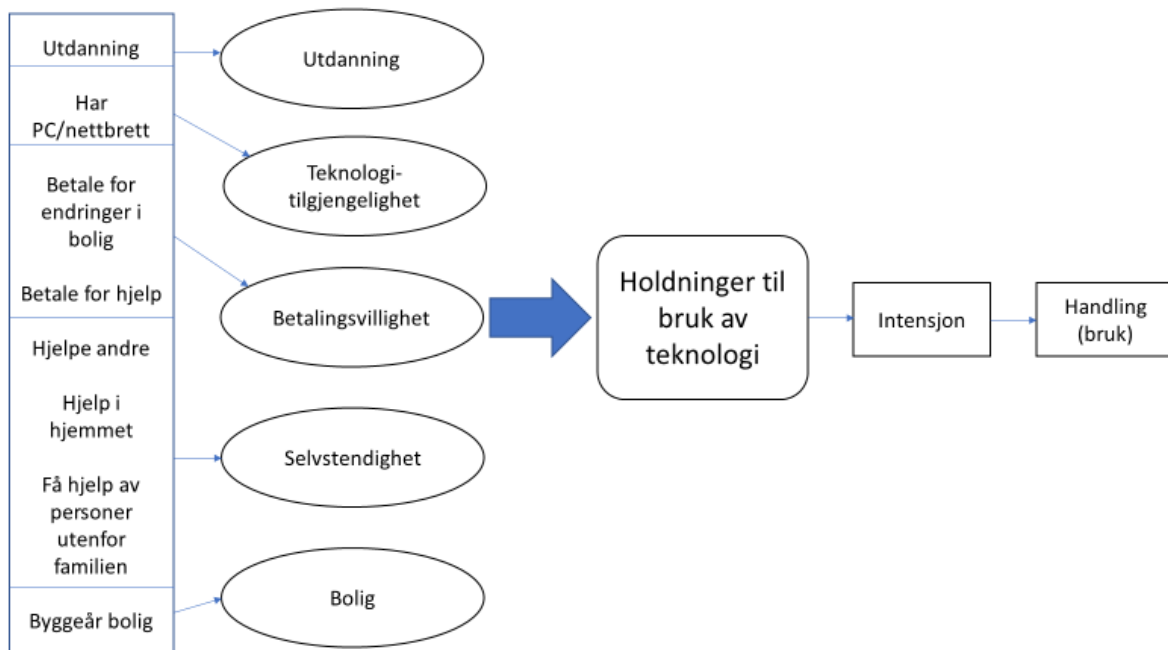 Utdanning
Har
PC/nettbrett
Betale for
endringer i
bolig
Betale for hjelp
Hjelpe andre
Hjelp i
hjemmet
Få hjelp av
personer
utenfor
familien
Byggeår bolig
Utdanning
Teknologi-
tilgjengelighet
Betalingsvillighet
Selvstendighet
Bolig
Holdninger til
bruk av
teknologi
Intensjon
Handling
(bruk)